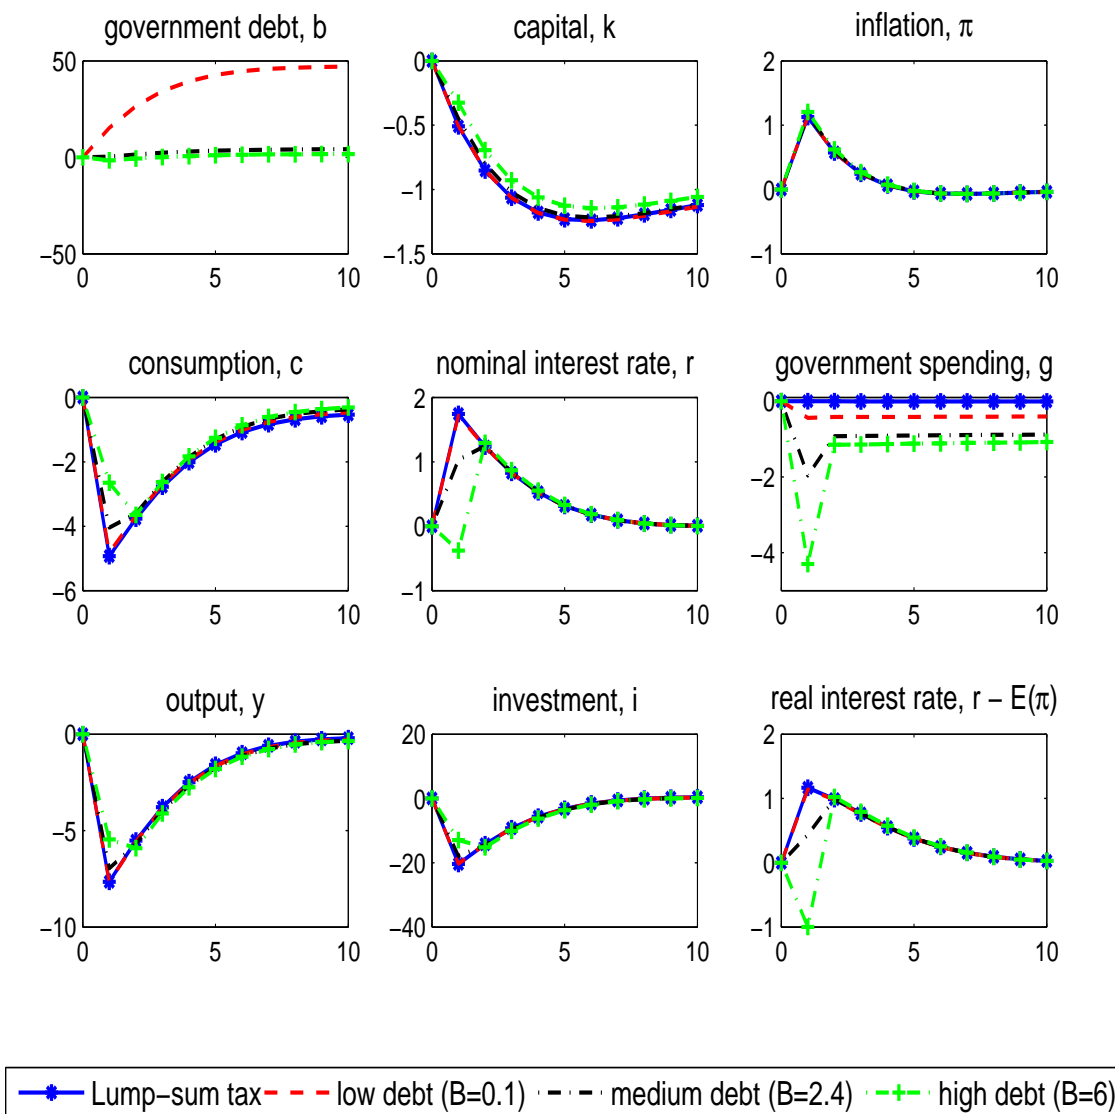 government debt, b
capital, k
inflation, π
50
0
−50
0 5 10
0
−0.5
−1
−1.5
0 5 10
2
1
0
−1
0 5 10
consumption, c
nominal interest rate, r
government spending, g
0
−2
−4
−6
0 5 10
2
1
0
−1
0 5 10
0
−2
−4
0 5 10
output, y
investment, i
real interest rate, r − E(π)
0
−5
−10
0 5 10
20
0
−20
−40
0 5 10
2
1
0
−1
0 5 10
Lump−sum tax
low debt (B=0.1)
medium debt (B=2.4)
high debt (B=6)